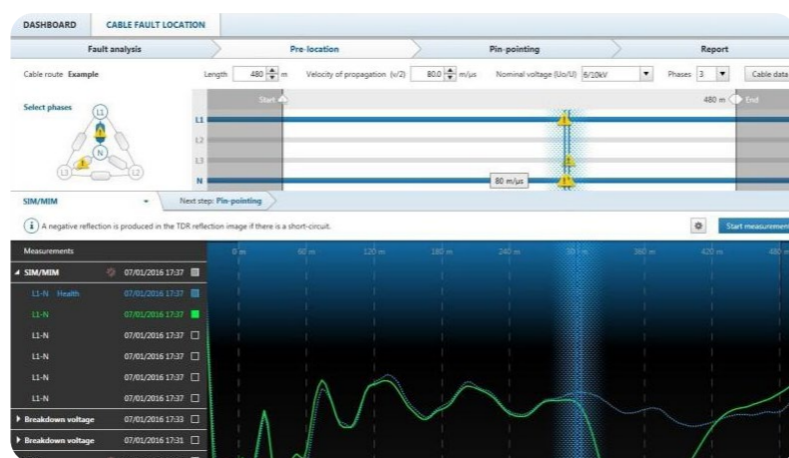 DASHBOARD CABLE FAULT LOCATION
Fault analysis Pre-location Pin-pointing Report
Cable route Example Length 480 m Velocity of propagation (v/2) 80.0 m/μs Nominal voltage (Uo/U) 6/10kV Phases 3 Cable data
Select phases Start 480 m End
L1
L1
L2
N
L3
L3 L2
N 80 m/μs
SIM/MIM Next step: Pin-pointing
i A negative reflection is produced in the TDR reflection image if there is a short-circuit. Start measurement
Measurements 0 m 60 m 120 m 180 m 240 m 301 m 360 m 420 m 480 m
SIM/MIM 07/01/2016 17:37
L1-N Health 07/01/2016 17:37
L1-N 07/01/2016 17:37
L1-N 07/01/2016 17:37
L1-N 07/01/2016 17:37
L1-N 07/01/2016 17:37
L1-N 07/01/2016 17:37
Breakdown voltage 07/01/2016 17:33
Breakdown voltage 07/01/2016 17:31